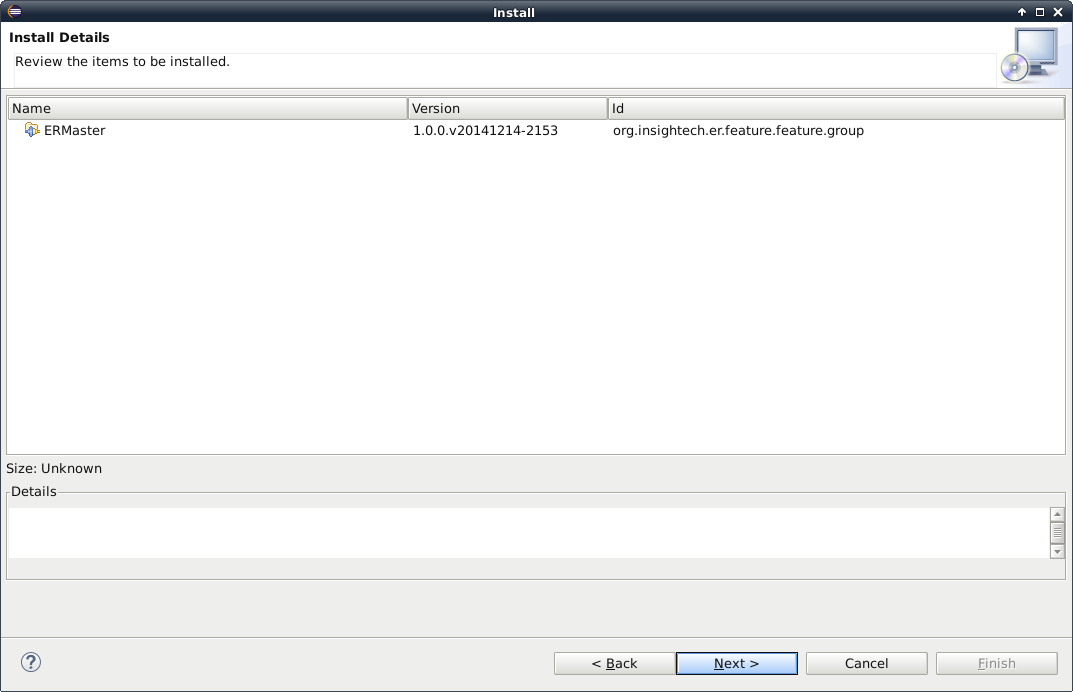 Install
Install Details
Review the items to be installed.
Name Version Id
ERMaster 1.0.0.v20141214-2153 org.insightech.er.feature.feature.group
Size: Unknown
Details
? < Back Next > Cancel Finish